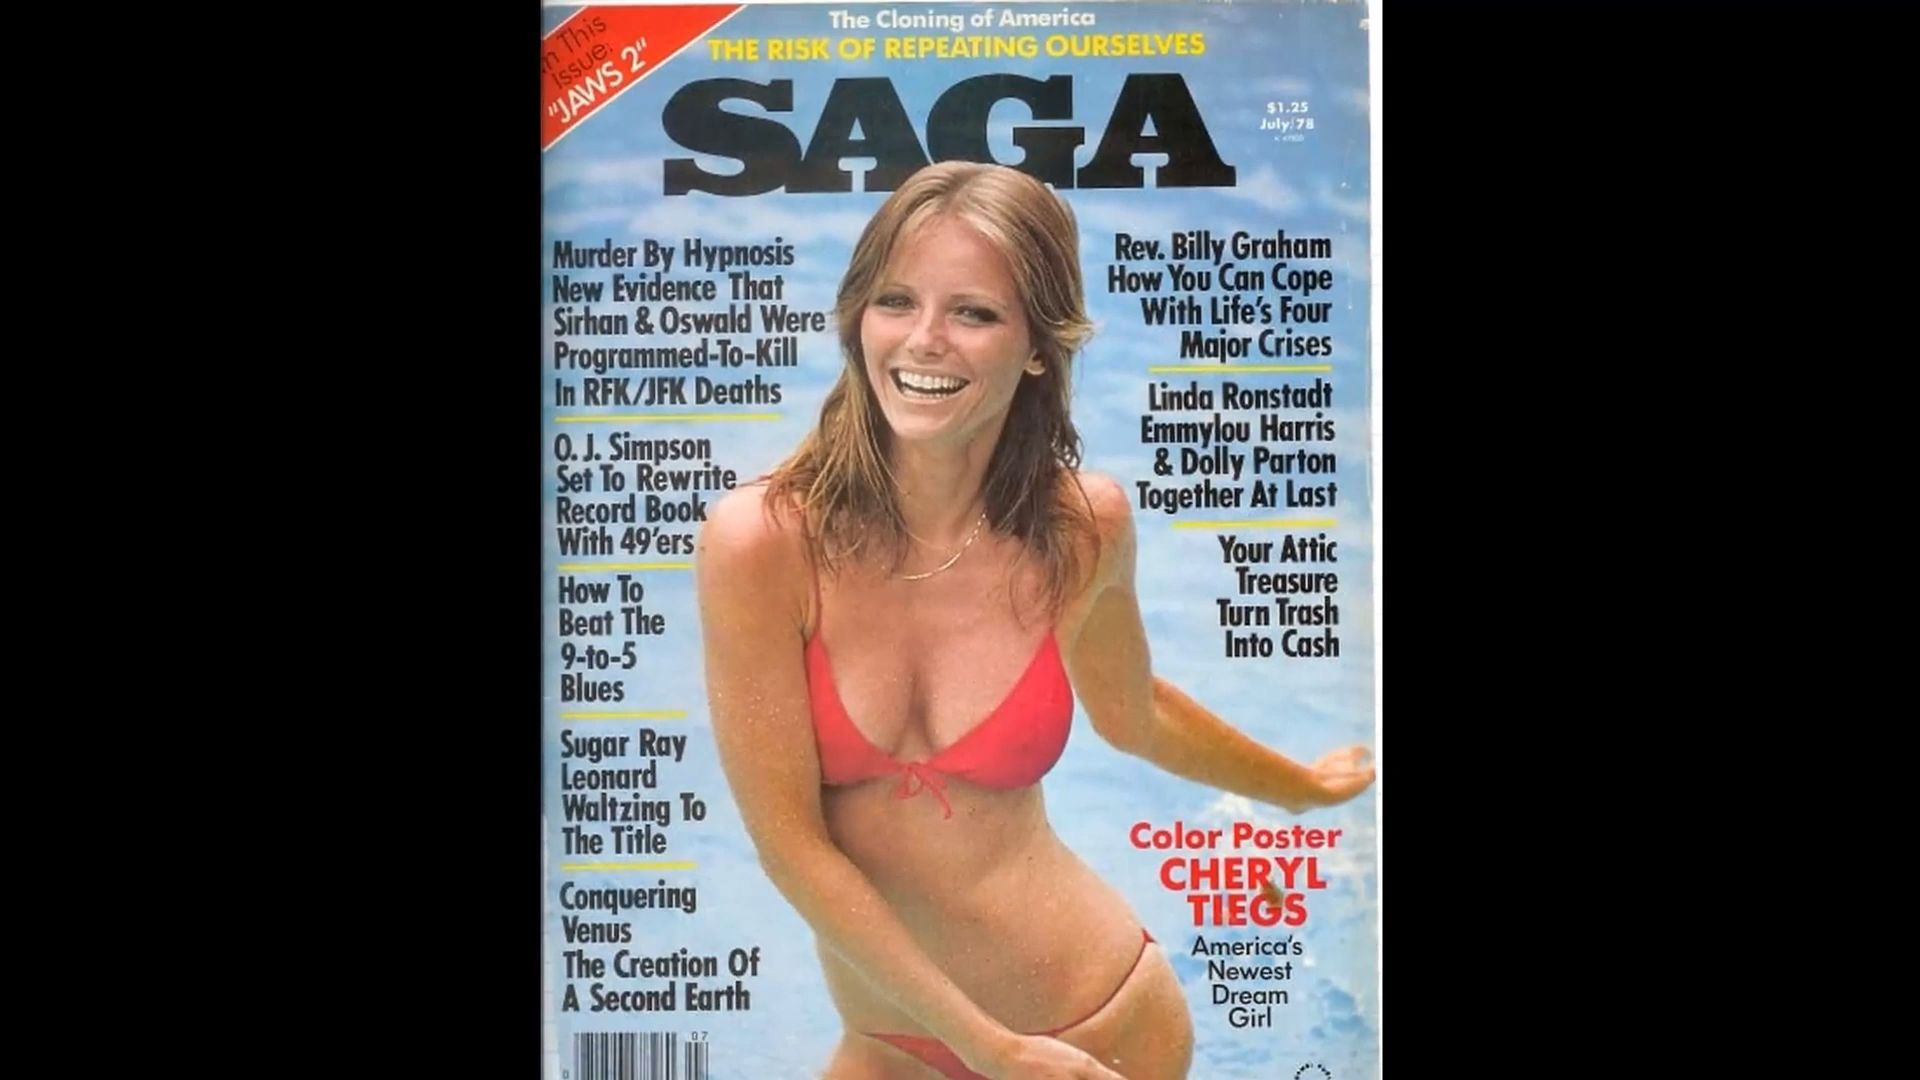 The Cloning of America
THE RISK OF REPEATING OURSELVES
In This
Issue:
"JAWS 2"
SAGA
$1.25
July/78
Murder By Hypnosis
New Evidence That
Sirhan & Oswald Were
Programmed-To-Kill
In RFK/JFK Deaths
O. J. Simpson
Set To Rewrite
Record Book
With 49'ers
How To
Beat The
9-to-5
Blues
Sugar Ray
Leonard
Waltzing To
The Title
Conquering
Venus
The Creation Of
A Second Earth
07
0
Rev. Billy Graham
How You Can Cope
With Life's Four
Major Crises
Linda Ronstadt
Emmylou Harris
& Dolly Parton
Together At Last
Your Attic
Treasure
Turn Trash
Into Cash
Color Poster
CHERYL
TIEGS
America's
Newest
Dream
Girl